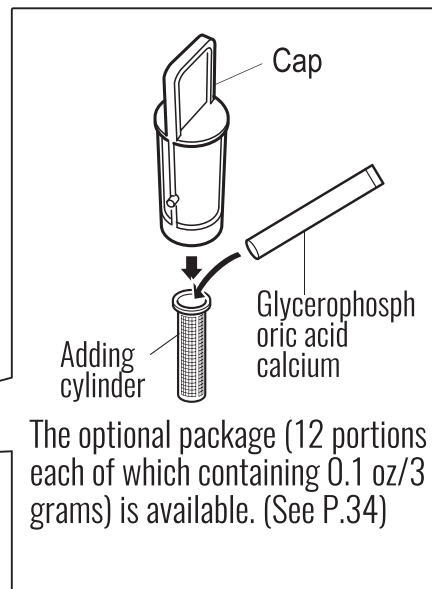 Cap
Glycerophosph
oric acid
calcium
Adding
cylinder
The optional package (12 portions
each of which containing 0.1 oz/3
grams) is available. (See P.34)